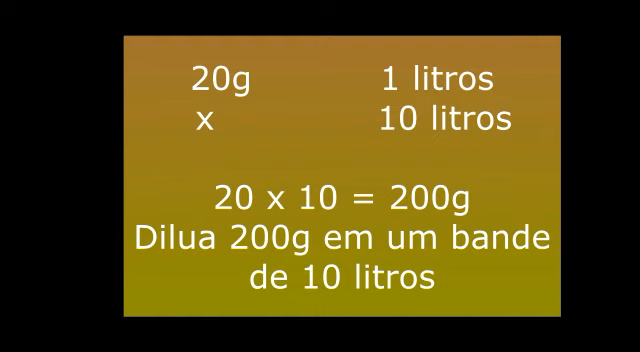 20g 1 litros
x 10 litros
20 x 10 = 200g
Dilua 200g em um bande
de 10 litros